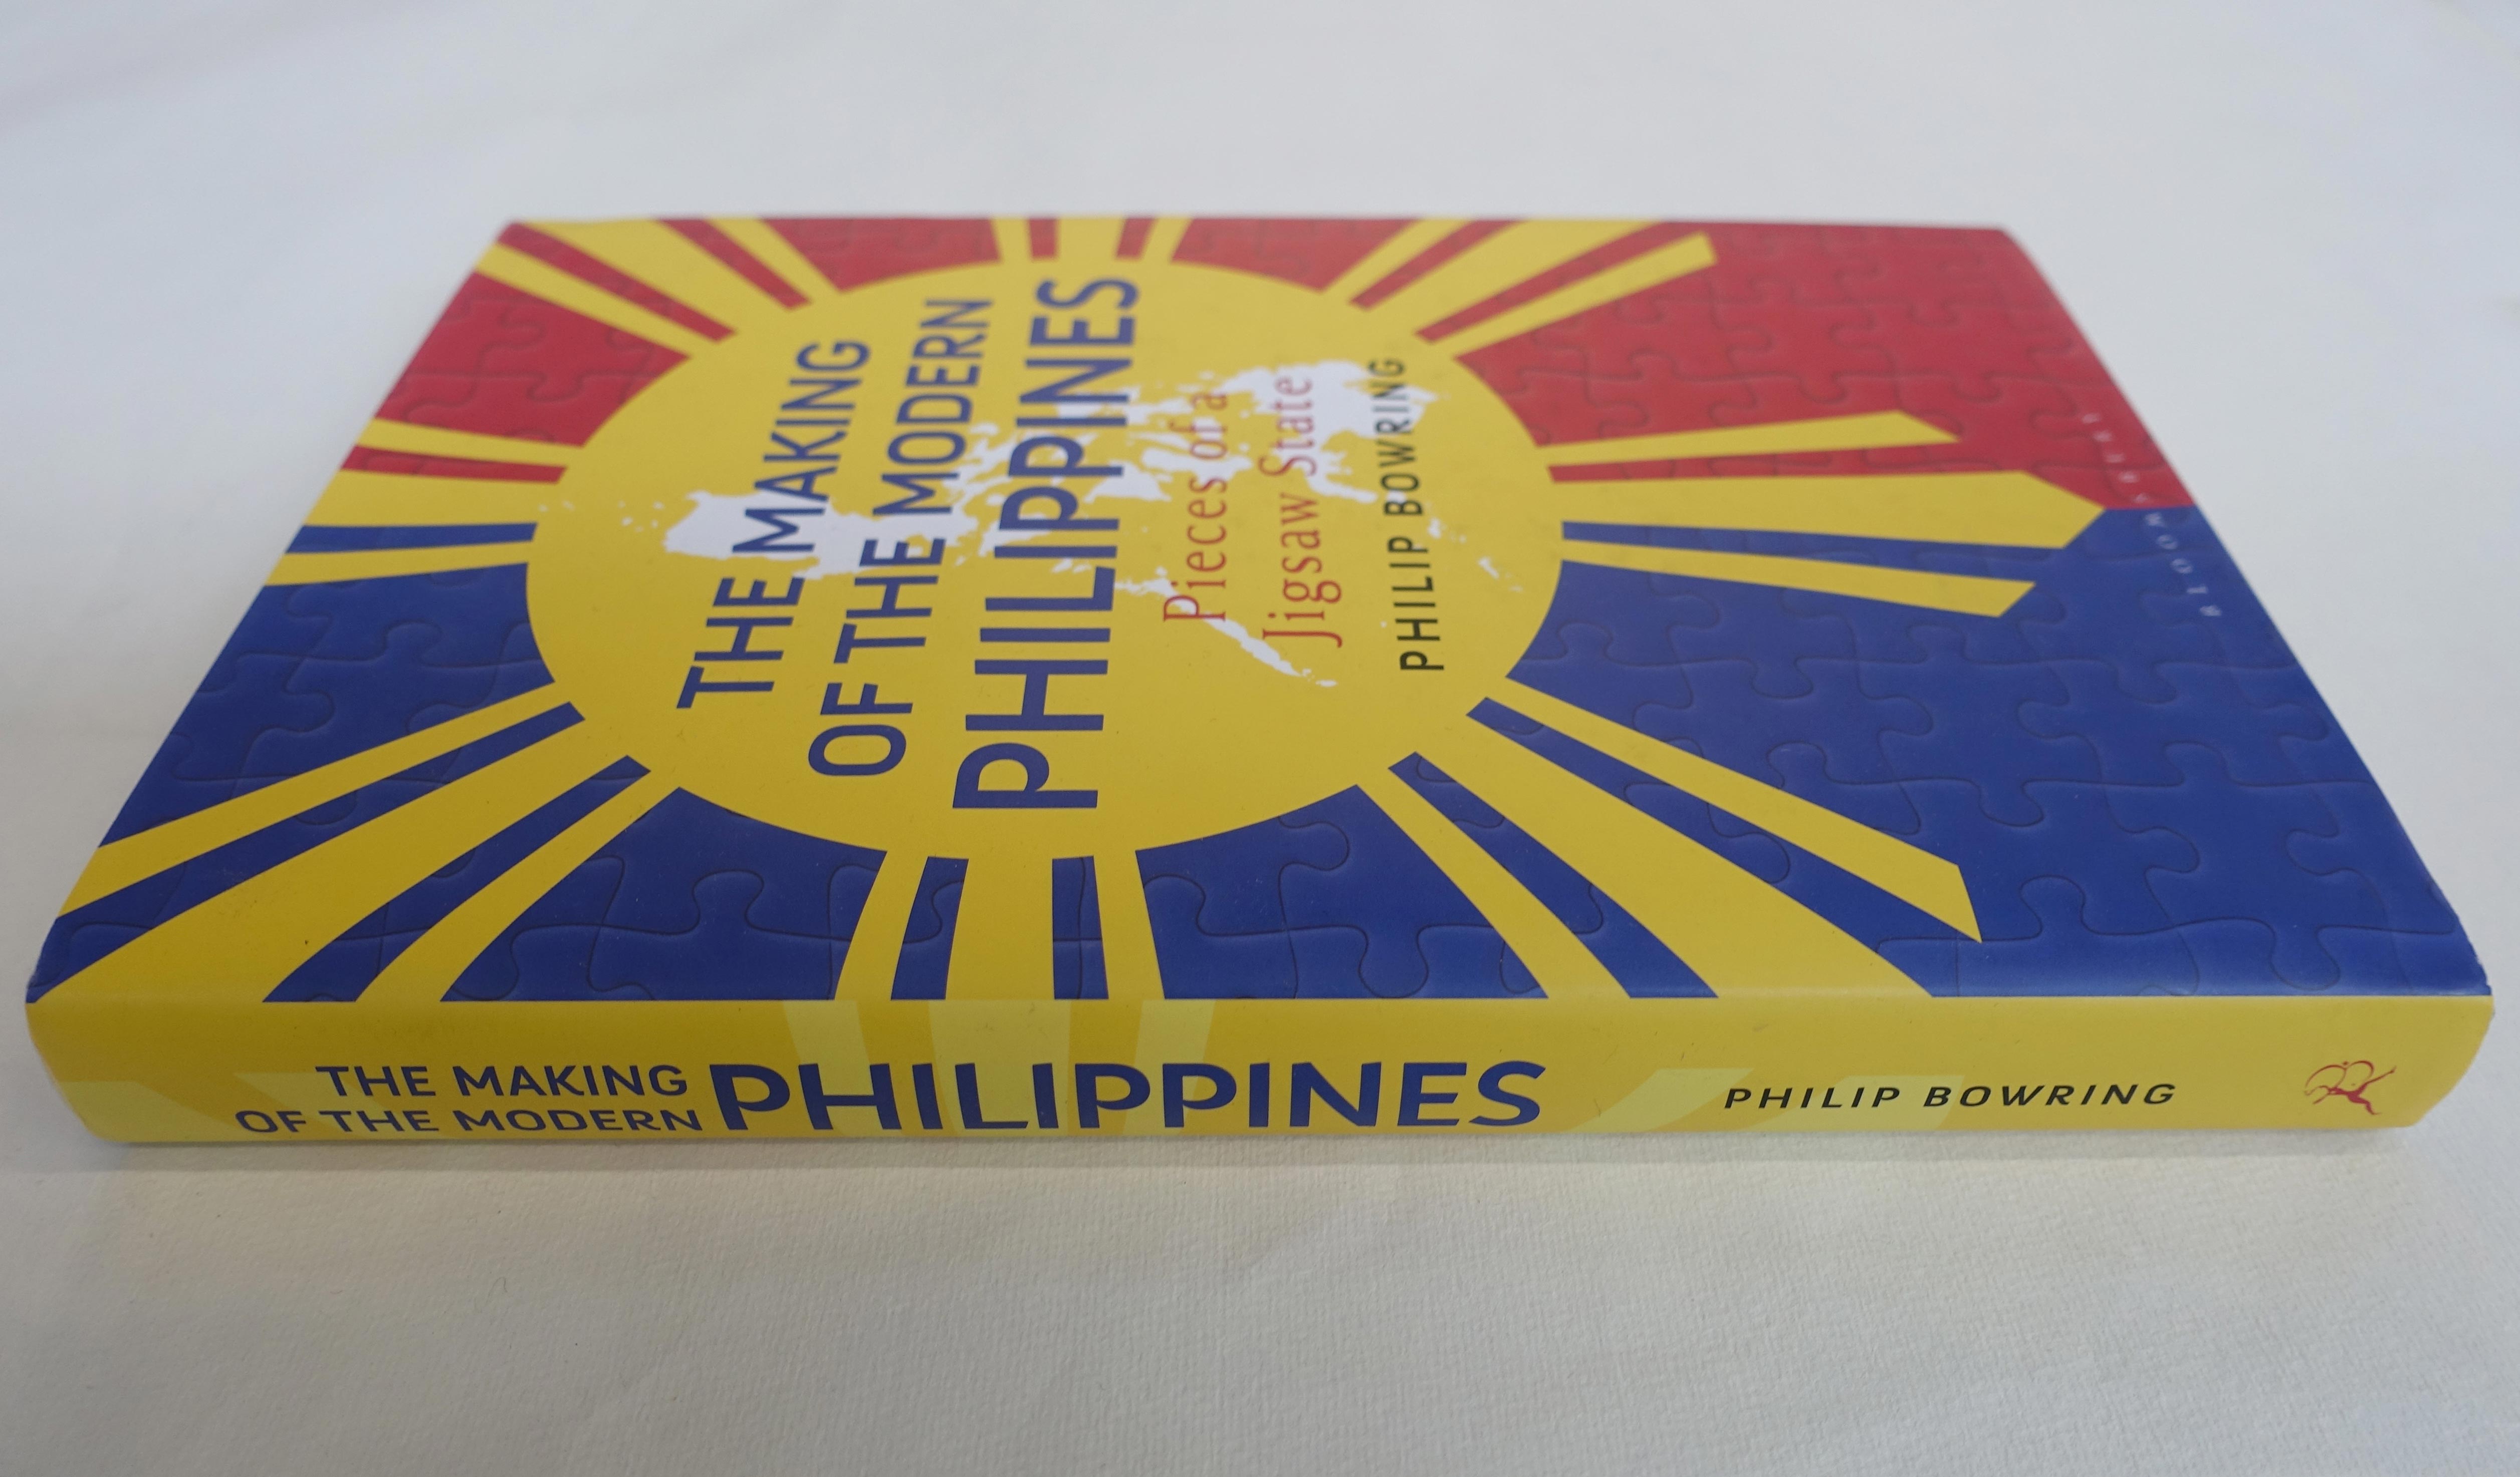 THE MAKING
OF THE MODERN
PHILIPPINES
Pieces of a
Jigsaw State
PHILIP BOWRING
THE MAKING
OF THE MODERN
PHILIPPINES
PHILIP BOWRING